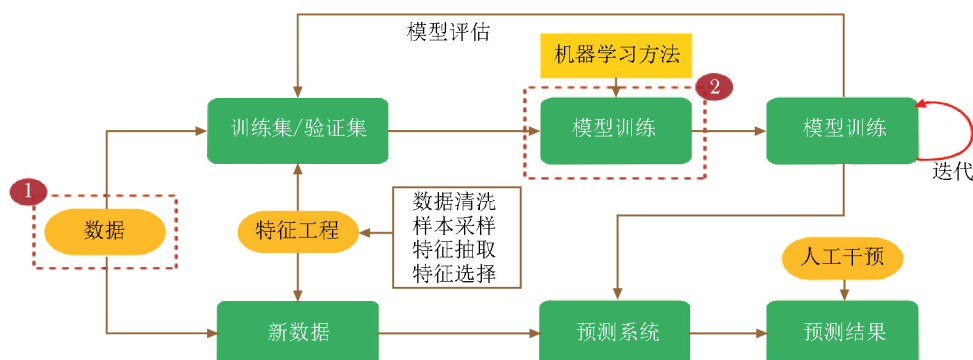 模型评估
机器学习方法
2
训练集/验证集
模型训练
模型训练
迭代
1
数据
特征工程
数据清洗
样本采样
特征抽取
特征选择
人工干预
新数据
预测系统
预测结果